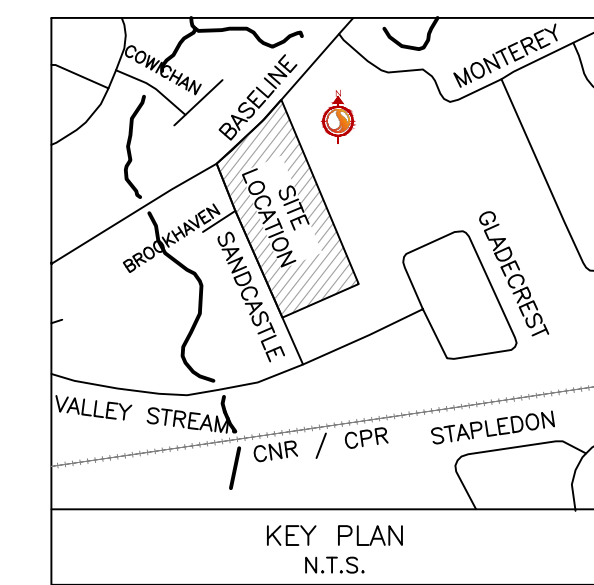 COWICHAN
BASELINE
MONTEREY
N
SITE
LOCATION
BROOKHAVEN
SANDCASTLE
GLADECREST
VALLEY STREAM
CNR / CPR
STAPLEDON
KEY PLAN
N.T.S.